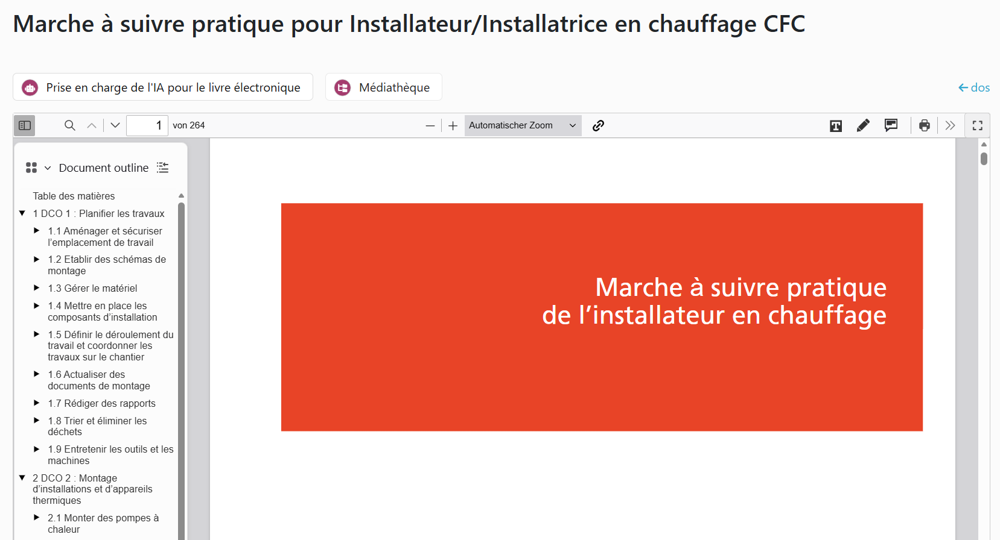 Marche à suivre pratique pour Installateur/Installatrice en chauffage CFC
Prise en charge de l'IA pour le livre électronique
Médiathèque
dos
1 von 264
Automatischer Zoom
Document outline
Table des matières
1 DCO 1 : Planifier les travaux
1.1 Aménager et sécuriser
l’emplacement de travail
1.2 Etablir des schémas de
montage
1.3 Gérer le matériel
1.4 Mettre en place les
composants d’installation
1.5 Définir le déroulement du
travail et coordonner les
travaux sur le chantier
1.6 Actualiser des
documents de montage
1.7 Rédiger des rapports
1.8 Trier et éliminer les
déchets
1.9 Entretenir les outils et les
machines
2 DCO 2 : Montage
d’installations et d’appareils
thermiques
2.1 Monter des pompes à
chaleur
Marche à suivre pratique
de l’installateur en chauffage